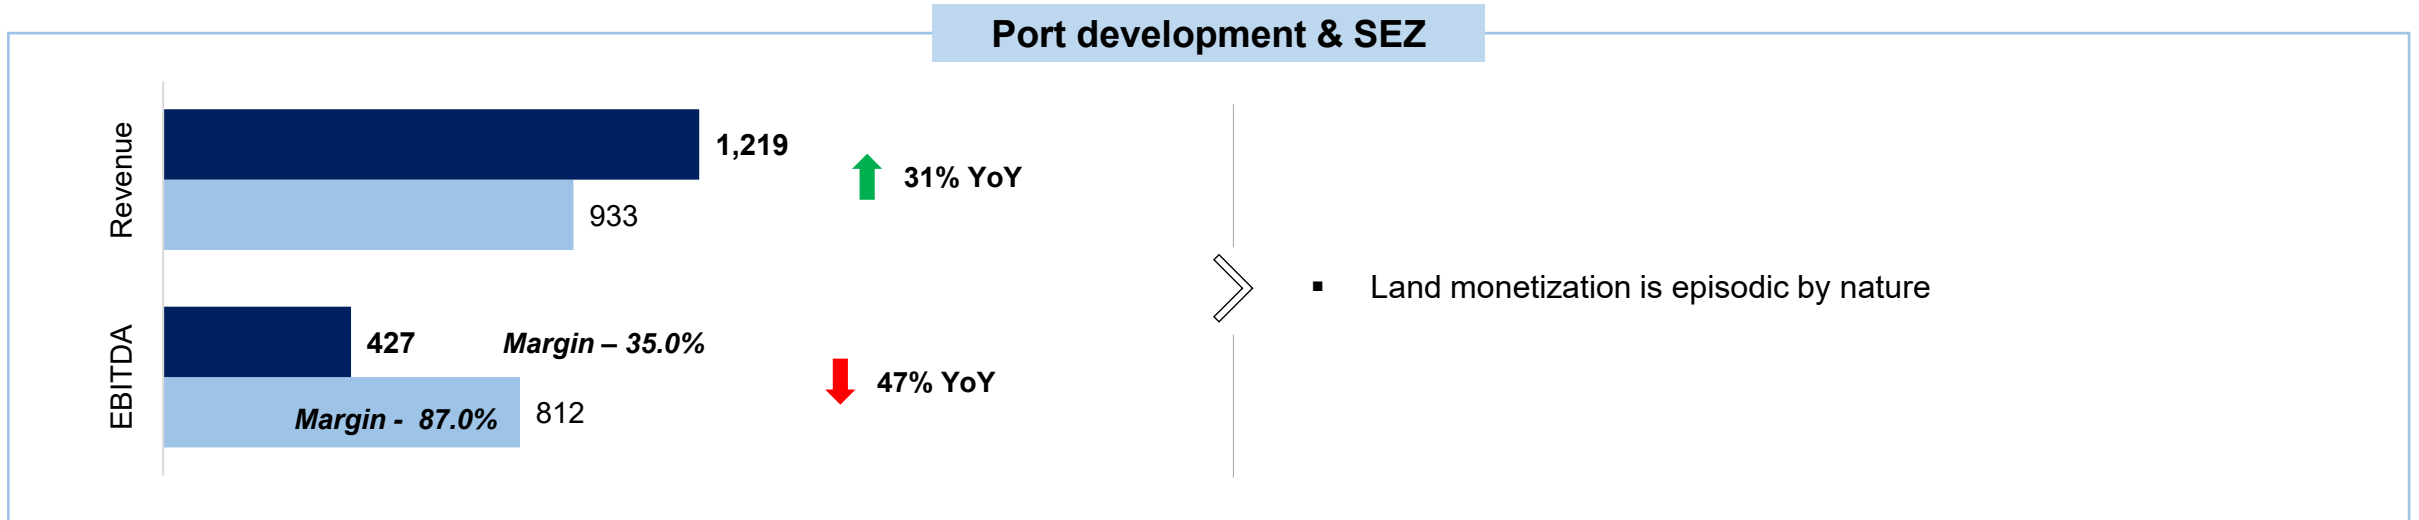 Port development & SEZ
Revenue
1,219
933
31% YoY
EBITDA
427
Margin – 35.0%
Margin - 87.0%
812
47% YoY
▪ Land monetization is episodic by nature